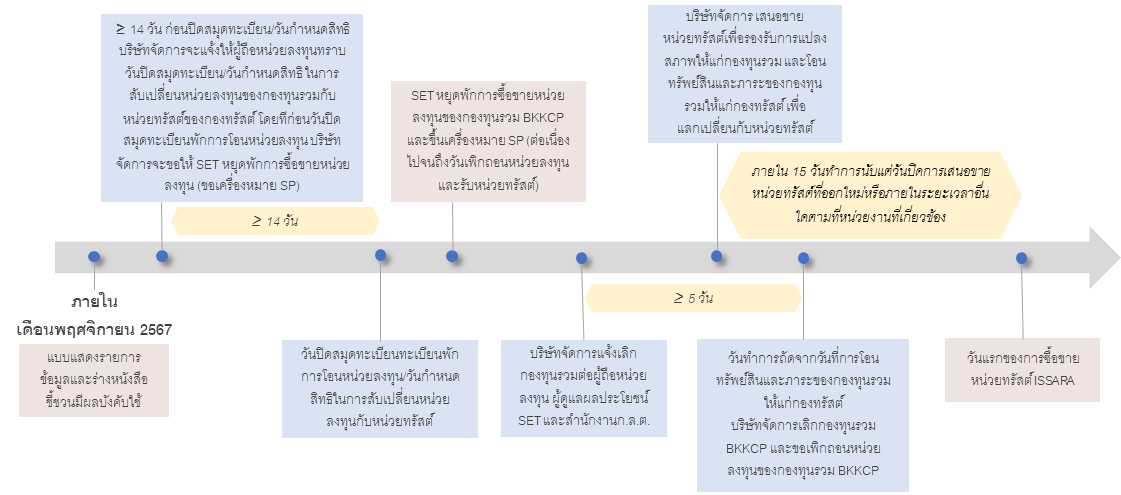 ≥ 14 วัน ก่อนปิดสมุดทะเบียน/วันกำหนดสิทธิ
บริษัทจัดการจะแจ้งให้ผู้ถือหน่วยลงทุนทราบ
วันปิดสมุดทะเบียน/วันกำหนดสิทธิ ในการ
สับเปลี่ยนหน่วยลงทุนของกองทุนรวมกับ
หน่วยทรัสต์ของกองทรัสต์ โดยที่ก่อนวันปิด
สมุดทะเบียนพักการโอนหน่วยลงทุน บริษัท
จัดการจะขอให้ SET หยุดพักการซื้อขายหน่วย
ลงทุน (ขอเครื่องหมาย SP)
≥ 14 วัน
SET หยุดพักการซื้อขายหน่วย
ลงทุนของกองทุนรวม BKKCP
และขึ้นเครื่องหมาย SP (ต่อเนื่อง
ไปจนถึงวันเพิกถอนหน่วยลงทุน
และรับหน่วยทรัสต์)
บริษัทจัดการ เสนอขาย
หน่วยทรัสต์เพื่อรองรับการแปลง
สภาพให้แก่กองทุนรวม และโอน
ทรัพย์สินและภาระของกองทุน
รวมให้แก่กองทรัสต์ เพื่อ
แลกเปลี่ยนกับหน่วยทรัสต์
ภายใน 15 วันทำการนับแต่วันปิดการเสนอขาย
หน่วยทรัสต์ที่ออกใหม่หรือภายในระยะเวลาอื่น
ใดตามที่หน่วยงานที่เกี่ยวข้อง
ภายใน
เดือนพฤศจิกายน 2567
แบบแสดงรายการ
ข้อมูลและร่างหนังสือ
ชี้ชวนมีผลบังคับใช้
วันปิดสมุดทะเบียนทะเบียนพัก
การโอนหน่วยลงทุน/วันกำหนด
สิทธิในการสับเปลี่ยนหน่วย
ลงทุนกับหน่วยทรัสต์
≥ 5 วัน
บริษัทจัดการแจ้งเลิก
กองทุนรวมต่อผู้ถือหน่วย
ลงทุน ผู้ดูแลผลประโยชน์
SET และสำนักงานก.ล.ต.
วันทำการถัดจากวันที่การโอน
ทรัพย์สินและภาระของกองทุนรวม
ให้แก่กองทรัสต์
บริษัทจัดการเลิกกองทุนรวม
BKKCP และขอเพิกถอนหน่วย
ลงทุนของกองทุนรวม BKKCP
วันแรกของการซื้อขาย
หน่วยทรัสต์ ISSARA